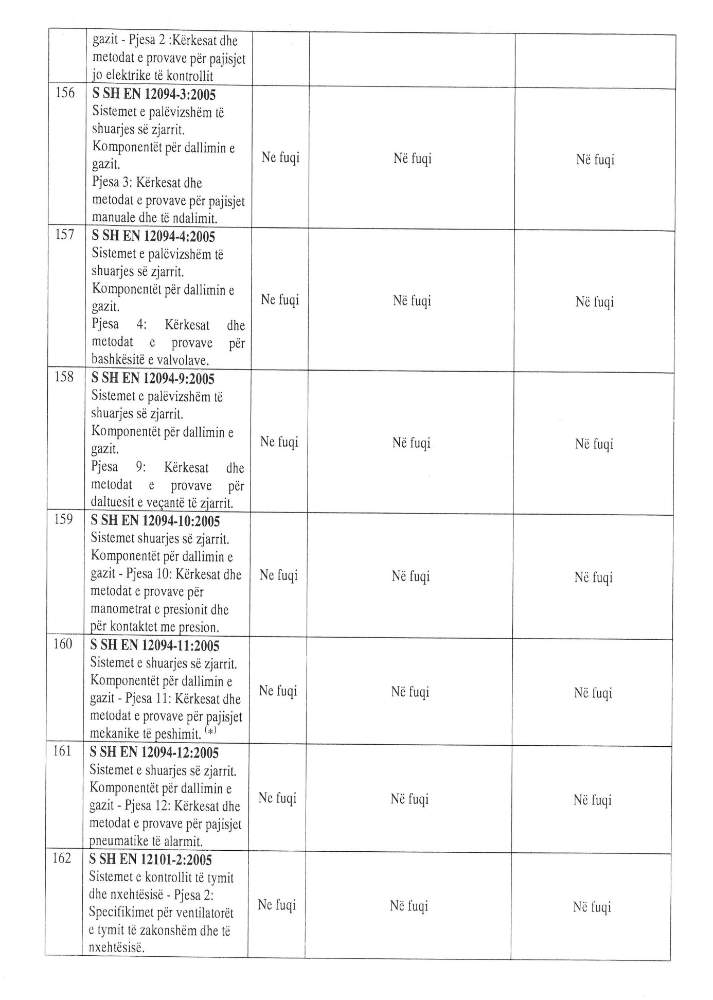 gazit - Pjesa 2 :Kërkesat dhe
metodat e provave për pajisjet
jo elektrike të kontrollit
156
S SH EN 12094-3:2005
Sistemet e palëvizshëm të
shuarjes së zjarrit.
Komponentët për dallimin e
gazit.
Pjesa 3: Kërkesat dhe
metodat e provave për pajisjet
manuale dhe të ndalimit.
Ne fuqi
Në fuqi
Në fuqi
157
S SH EN 12094-4:2005
Sistemet e palëvizshëm të
shuarjes së zjarrit.
Komponentët për dallimin e
gazit.
Pjesa 4: Kërkesat dhe
metodat e provave për
bashkësitë e valvolave.
Ne fuqi
Në fuqi
Në fuqi
158
S SH EN 12094-9:2005
Sistemet e palëvizshëm të
shuarjes së zjarrit.
Komponentët për dallimin e
gazit.
Pjesa 9: Kërkesat dhe
metodat e provave për
daltuesit e veçantë të zjarrit.
Ne fuqi
Në fuqi
Në fuqi
159
S SH EN 12094-10:2005
Sistemet shuarjes së zjarrit.
Komponentët për dallimin e
gazit - Pjesa 10: Kërkesat dhe
metodat e provave për
manometrat e presionit dhe
për kontaktet me presion.
Ne fuqi
Në fuqi
Në fuqi
160
S SH EN 12094-11:2005
Sistemet e shuarjes së zjarrit.
Komponentët për dallimin e
gazit - Pjesa 11: Kërkesat dhe
metodat e provave për pajisjet
mekanike të peshimit. (*)
Ne fuqi
Në fuqi
Në fuqi
161
S SH EN 12094-12:2005
Sistemet e shuarjes së zjarrit.
Komponentët për dallimin e
gazit - Pjesa 12: Kërkesat dhe
metodat e provave për pajisjet
pneumatike të alarmit.
Ne fuqi
Në fuqi
Në fuqi
162
S SH EN 12101-2:2005
Sistemet e kontrollit të tymit
dhe nxehtësisë - Pjesa 2:
Specifikimet për ventilatorët
e tymit të zakonshëm dhe të
nxehtësisë.
Ne fuqi
Në fuqi
Në fuqi